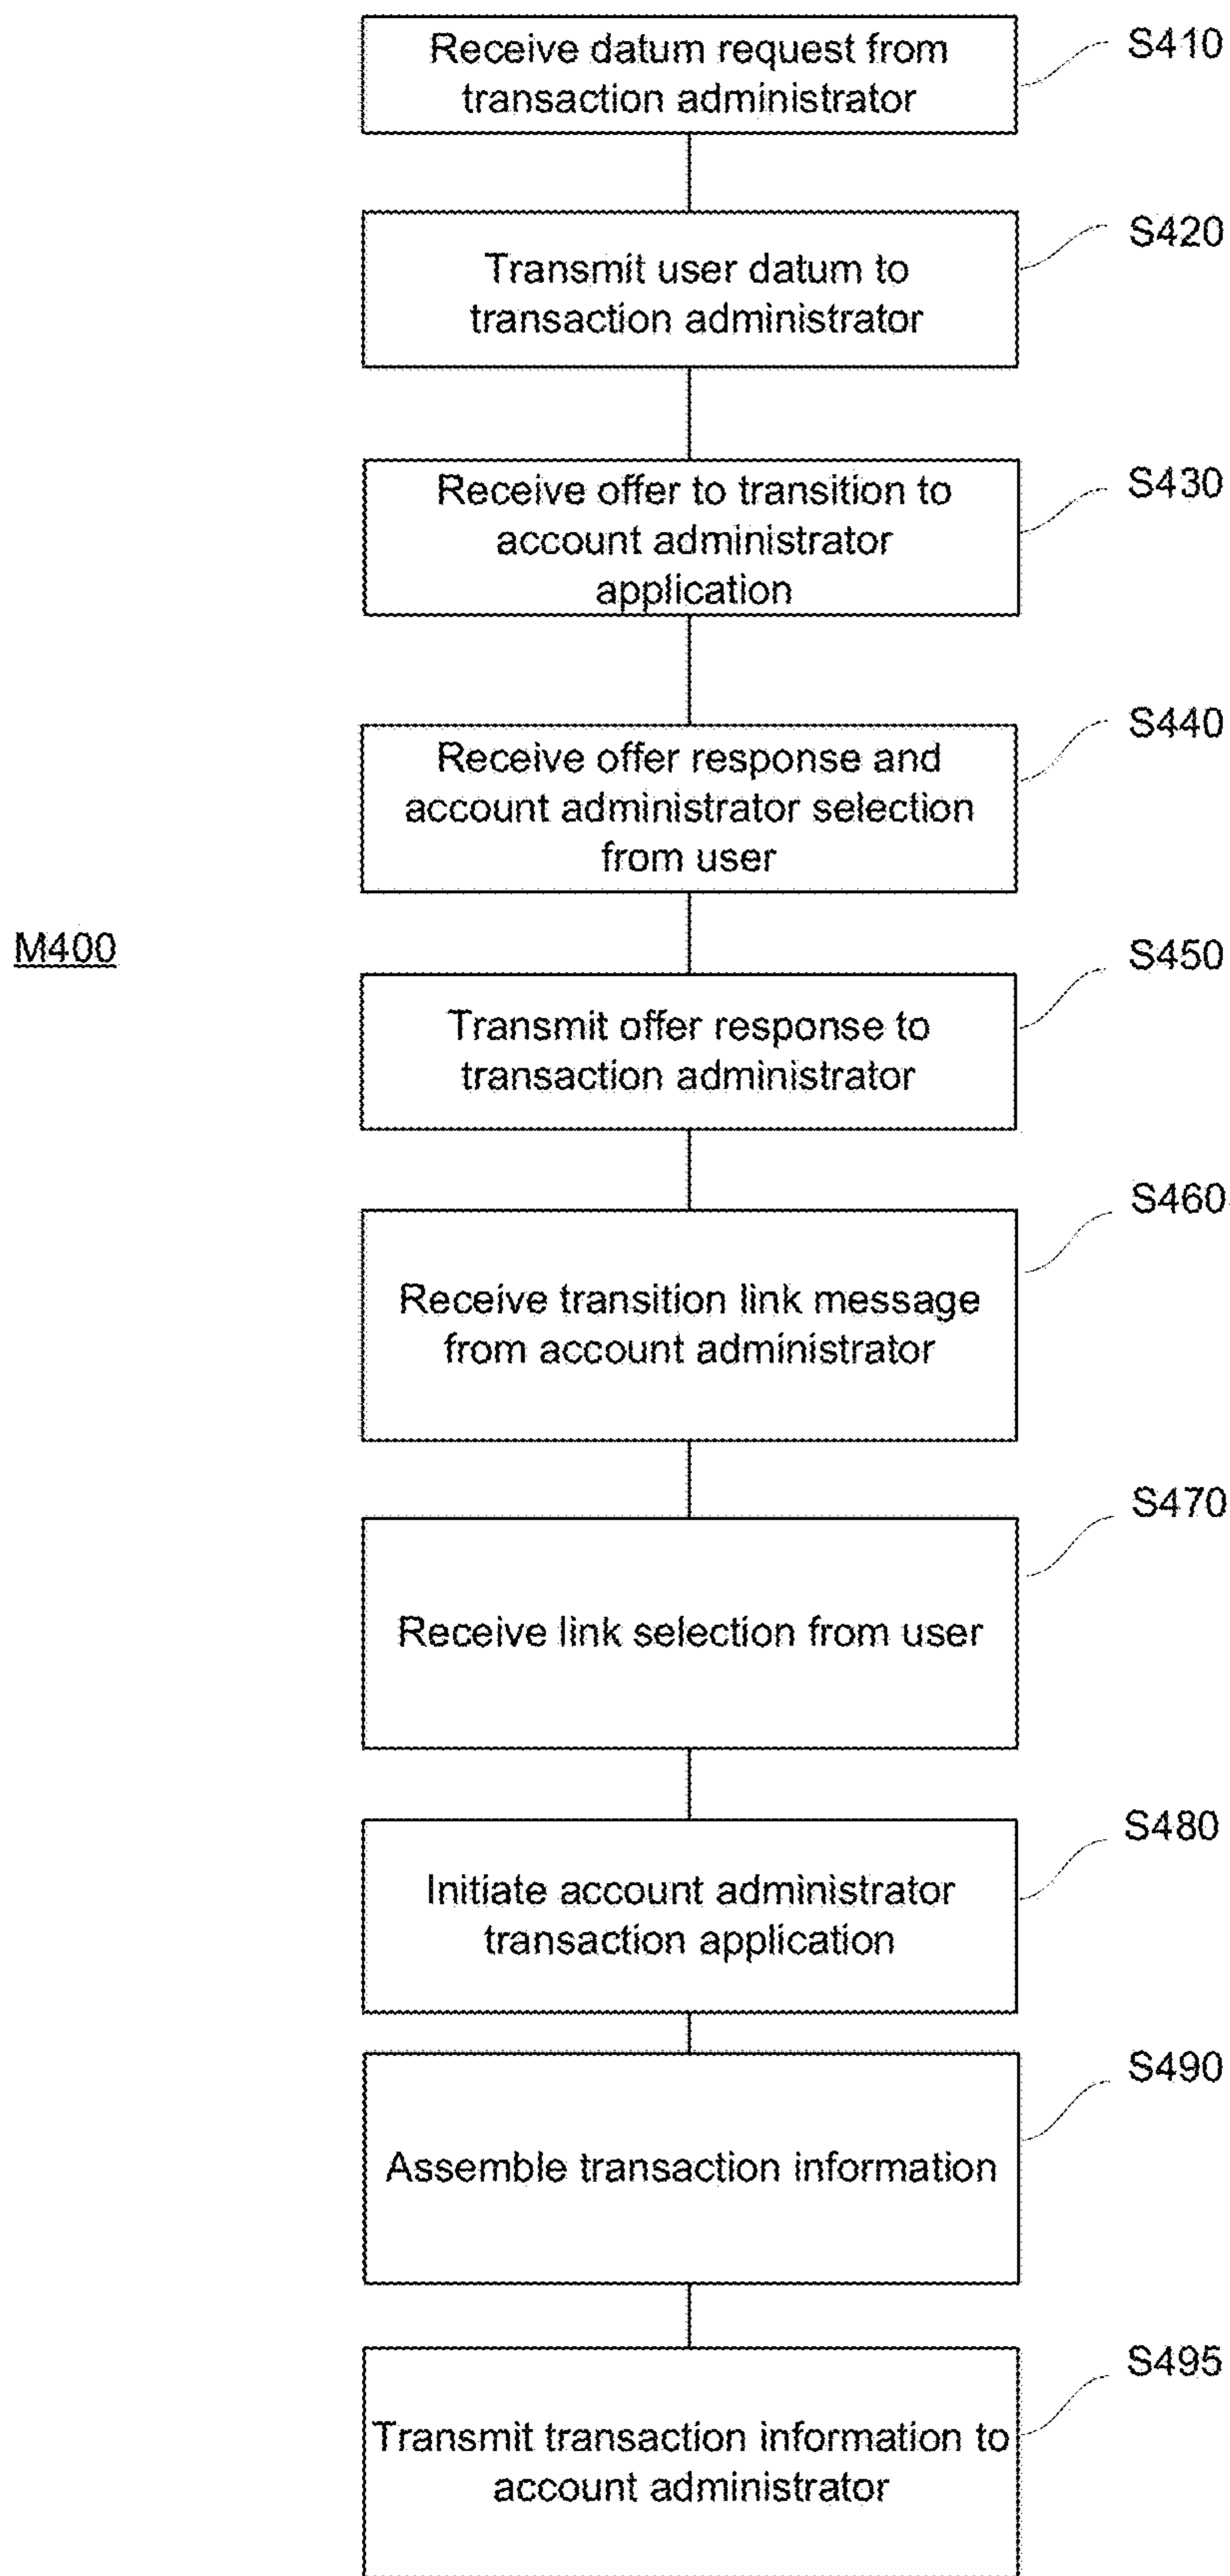 Receive datum request from
transaction administrator
S410
Transmit user datum to
transaction administrator
S420
Receive offer to transition to
account administrator
application
S430
Receive offer response and
account administrator selection
from user
S440
M400
Transmit offer response to
transaction administrator
S450
Receive transition link message
from account administrator
S460
Receive link selection from user
S470
Initiate account administrator
transaction application
S480
Assemble transaction information
S490
Transmit transaction information to
account administrator
S495